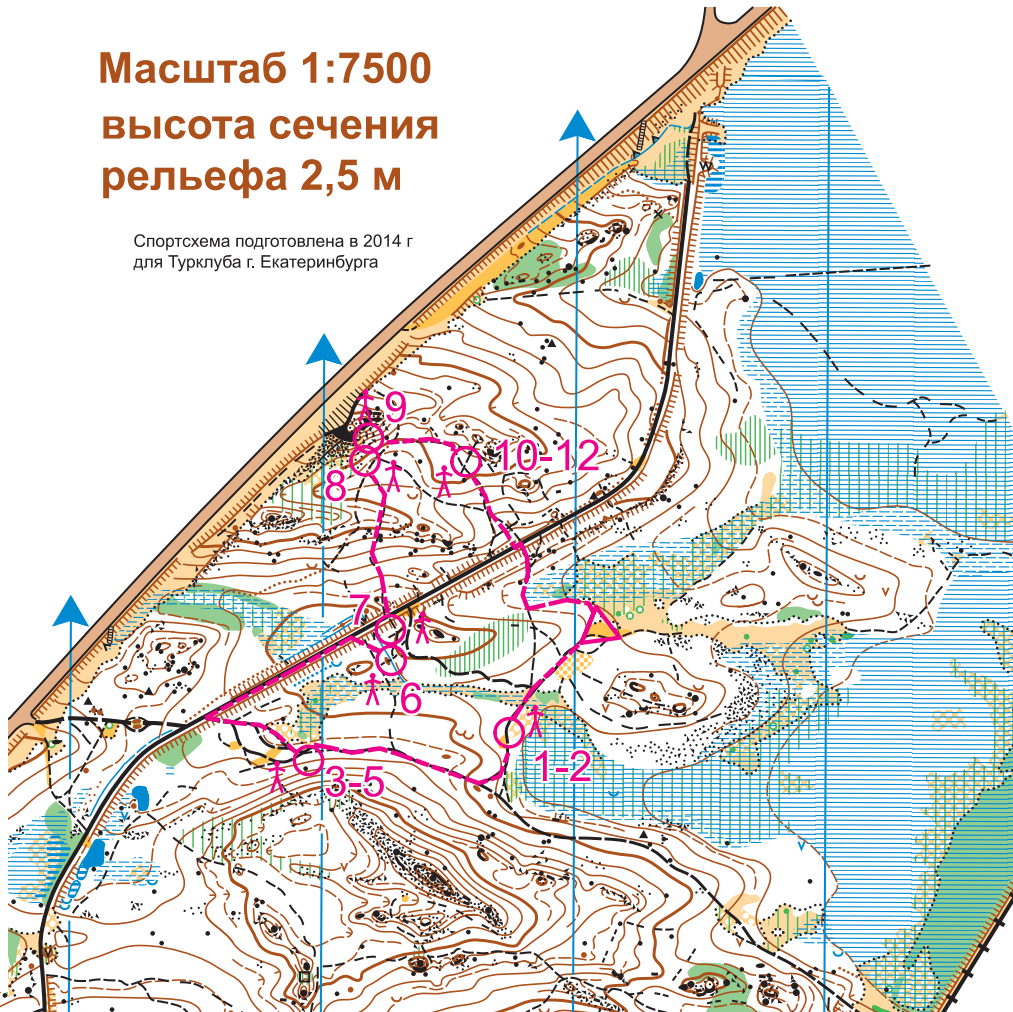 Масштаб 1:7500
высота сечения
рельефа 2,5 м
Спортсхема подготовлена в 2014 г
для Турклуба г. Екатеринбурга
9
10-12
8
7
6
1-2
3-5